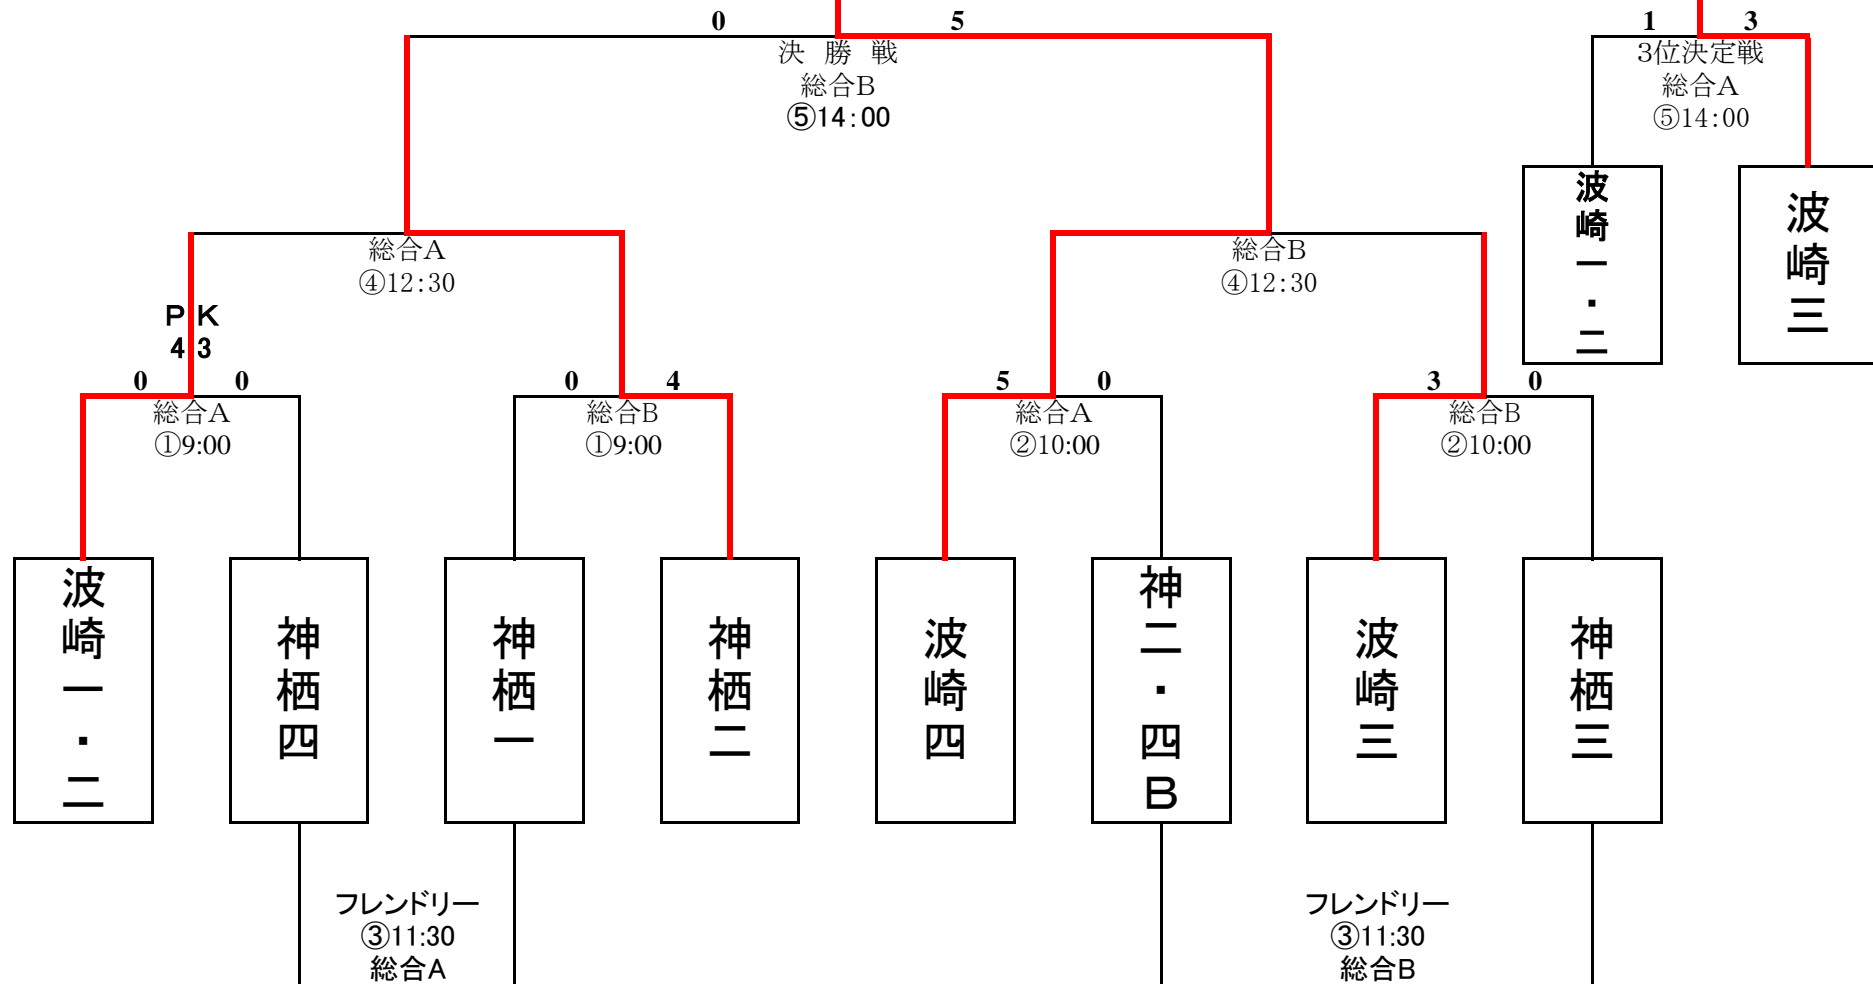 0 5
決 勝 戦
総合B
⑤14:00
1 3
3位決定戦
総合A
⑤14:00
波崎一・二
波崎三
総合A
④12:30
総合B
④12:30
PK
4 3
0 0
総合A
①9:00
0 4
総合B
①9:00
5 0
総合A
②10:00
3 0
総合B
②10:00
波崎一・二
神栖四
神栖一
神栖二
波崎四
神二・四B
波崎三
神栖三
フレンドリー
③11:30
総合A
フレンドリー
③11:30
総合B